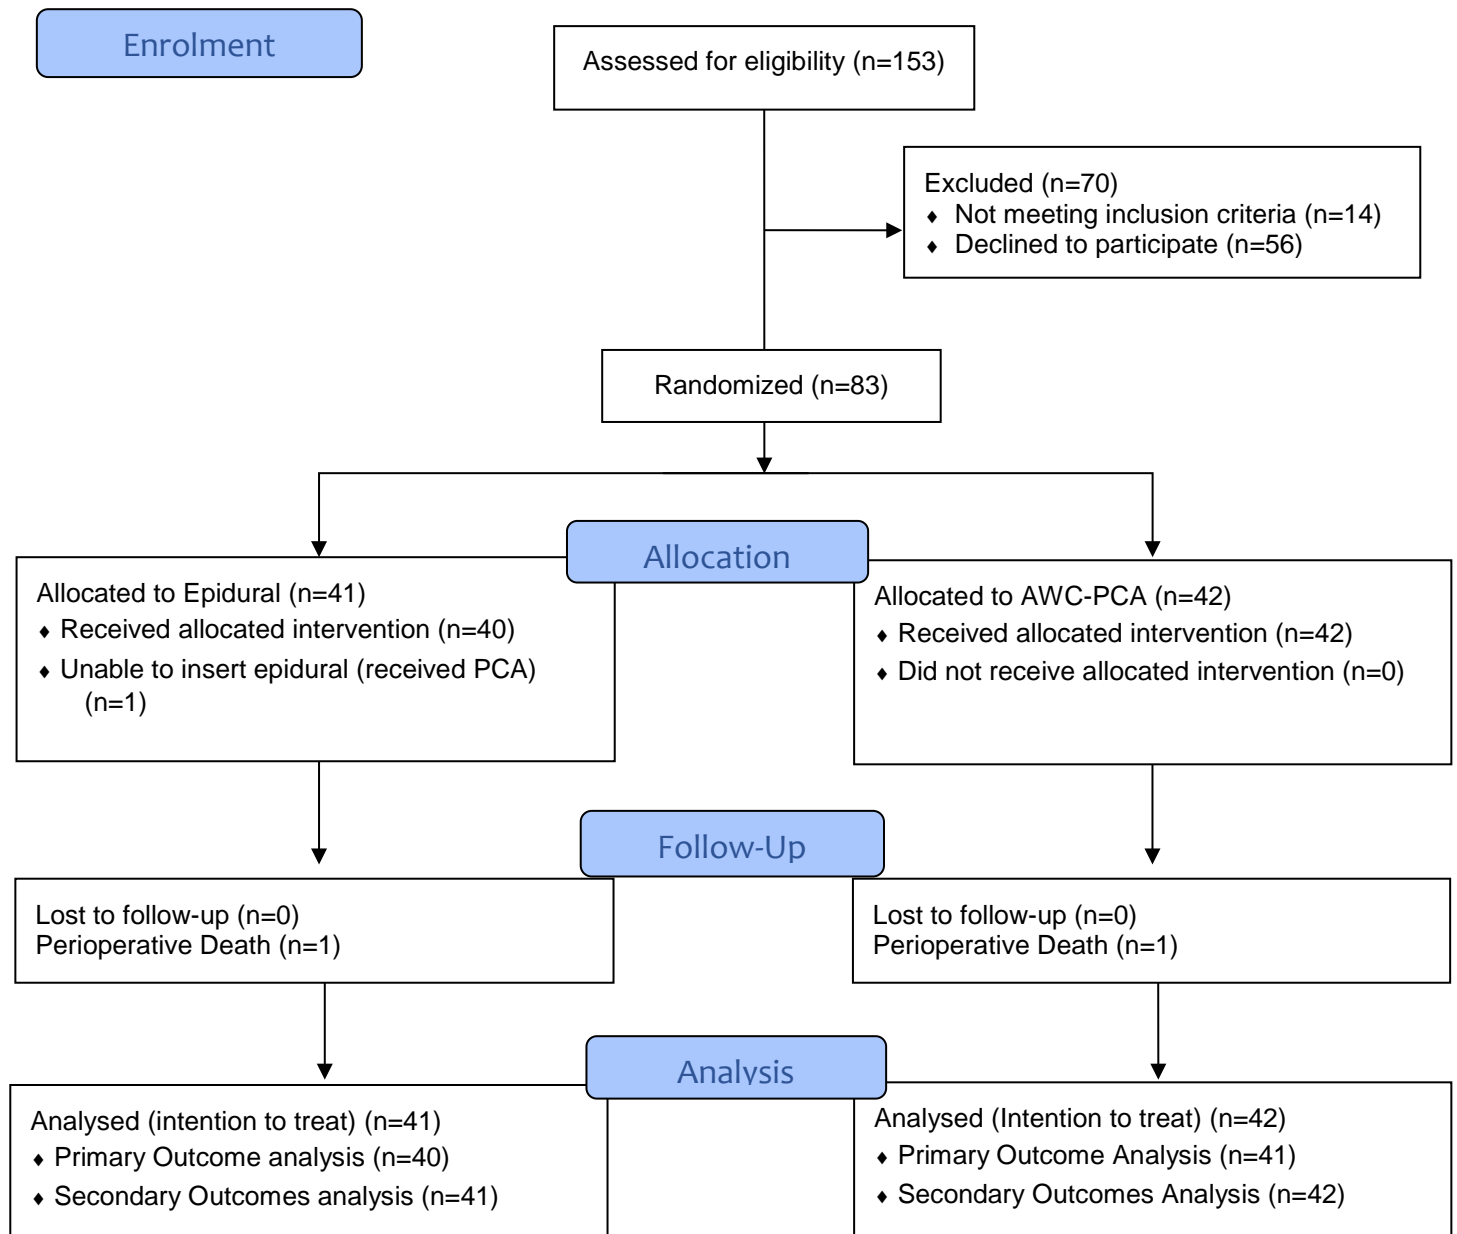 Enrolment
Assessed for eligibility (n=153)
Excluded (n=70)
♦ Not meeting inclusion criteria (n=14)
♦ Declined to participate (n=56)
Randomized (n=83)
Allocation
Allocated to Epidural (n=41)
♦ Received allocated intervention (n=40)
♦ Unable to insert epidural (received PCA)
(n=1)
Allocated to AWC-PCA (n=42)
♦ Received allocated intervention (n=42)
♦ Did not receive allocated intervention (n=0)
Follow-Up
Lost to follow-up (n=0)
Perioperative Death (n=1)
Lost to follow-up (n=0)
Perioperative Death (n=1)
Analysis
Analysed (intention to treat) (n=41)
♦ Primary Outcome analysis (n=40)
♦ Secondary Outcomes analysis (n=41)
Analysed (Intention to treat) (n=42)
♦ Primary Outcome Analysis (n=41)
♦ Secondary Outcomes Analysis (n=42)